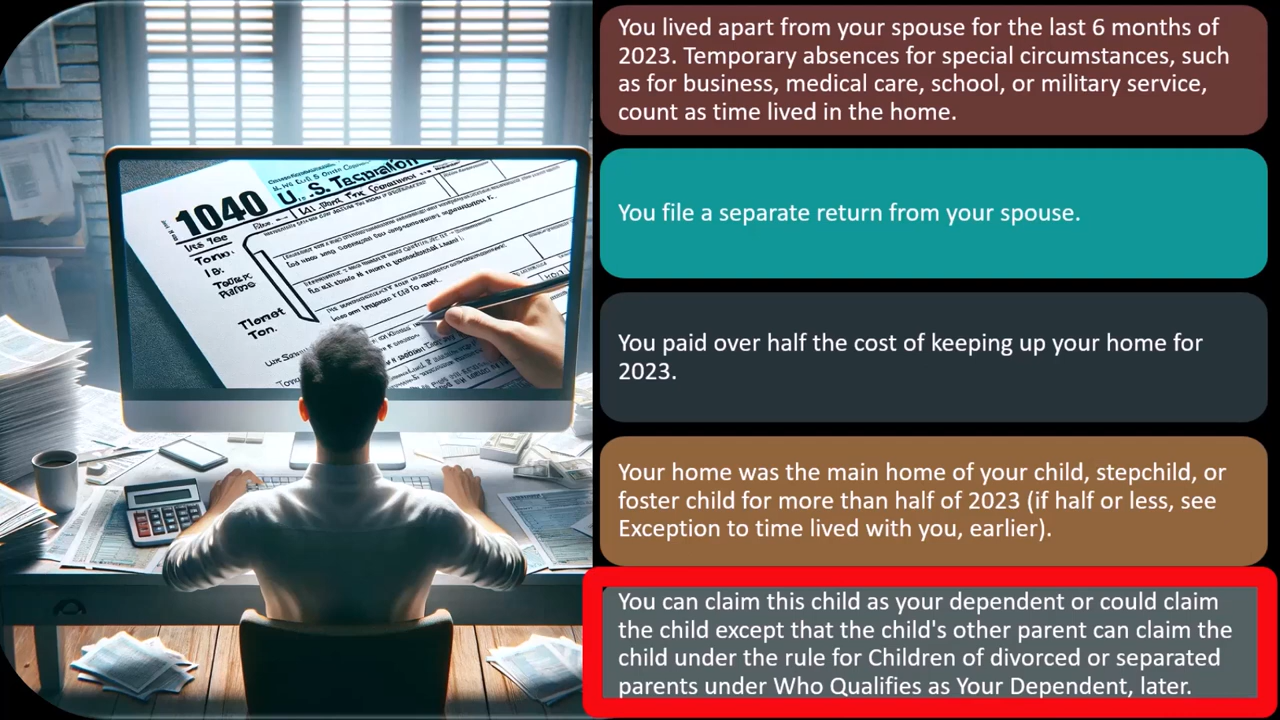 1040
You lived apart from your spouse for the last 6 months of
2023. Temporary absences for special circumstances, such
as for business, medical care, school, or military service,
count as time lived in the home.
You file a separate return from your spouse.
You paid over half the cost of keeping up your home for
2023.
Your home was the main home of your child, stepchild, or
foster child for more than half of 2023 (if half or less, see
Exception to time lived with you, earlier).
You can claim this child as your dependent or could claim
the child except that the child's other parent can claim the
child under the rule for Children of divorced or separated
parents under Who Qualifies as Your Dependent, later.